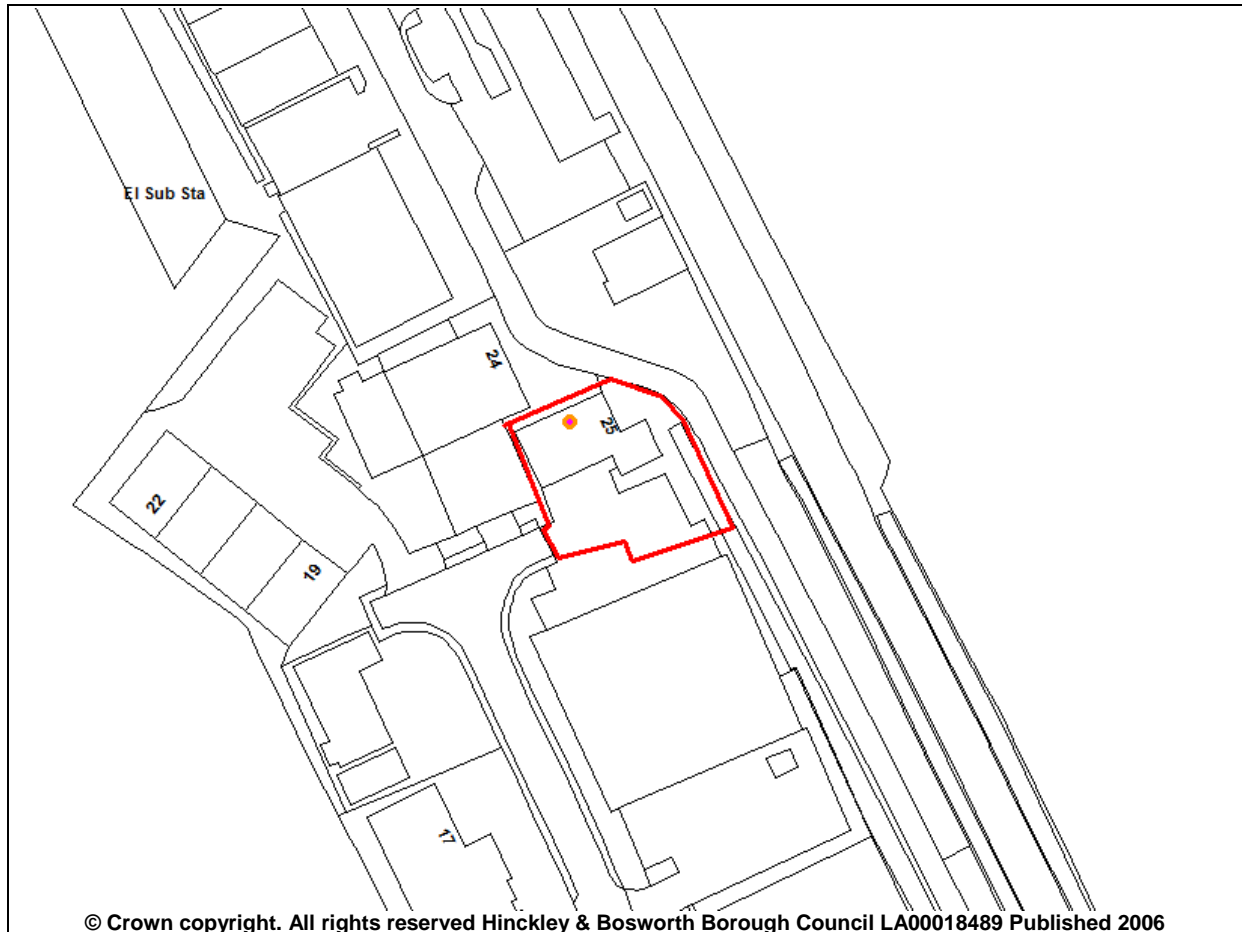 El Sub Sta
24
25
22
19
17
© Crown copyright. All rights reserved Hinckley & Bosworth Borough Council LA00018489 Published 2006